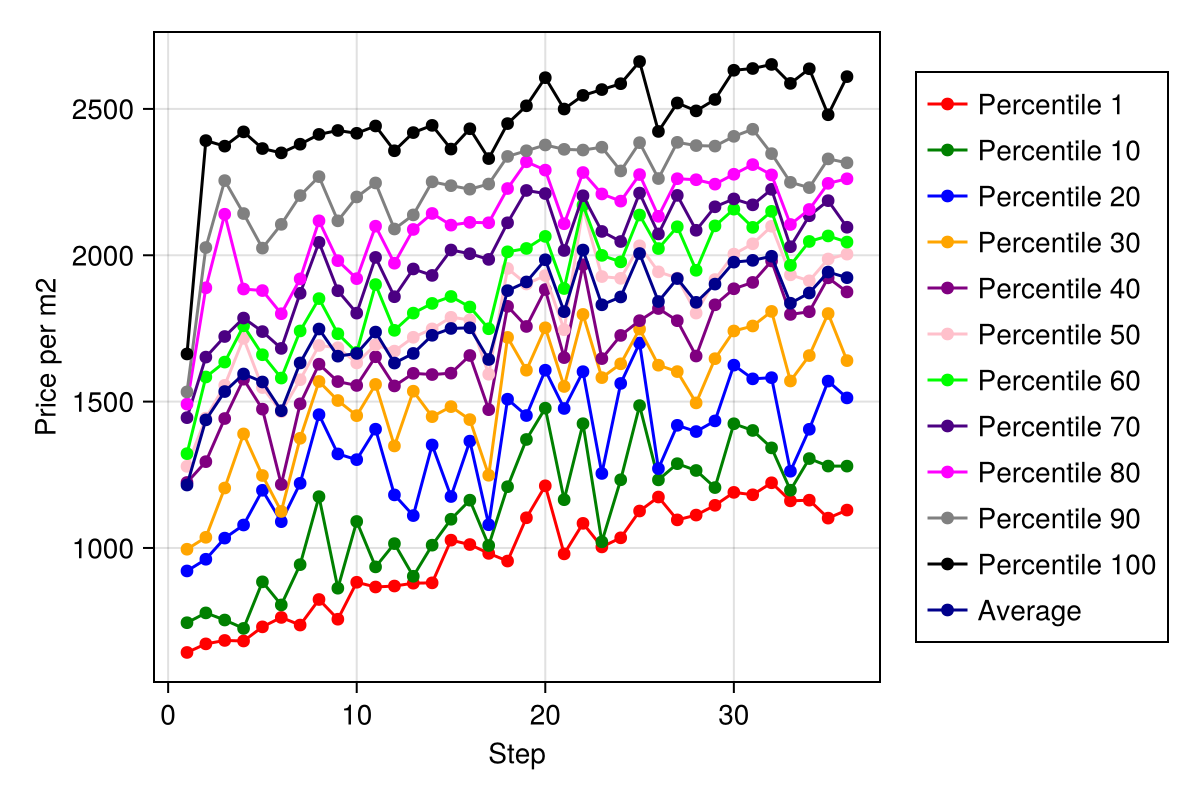 2500
2000
1500
1000
Price per m2
0 10 20 30
Step
Percentile 1
Percentile 10
Percentile 20
Percentile 30
Percentile 40
Percentile 50
Percentile 60
Percentile 70
Percentile 80
Percentile 90
Percentile 100
Average